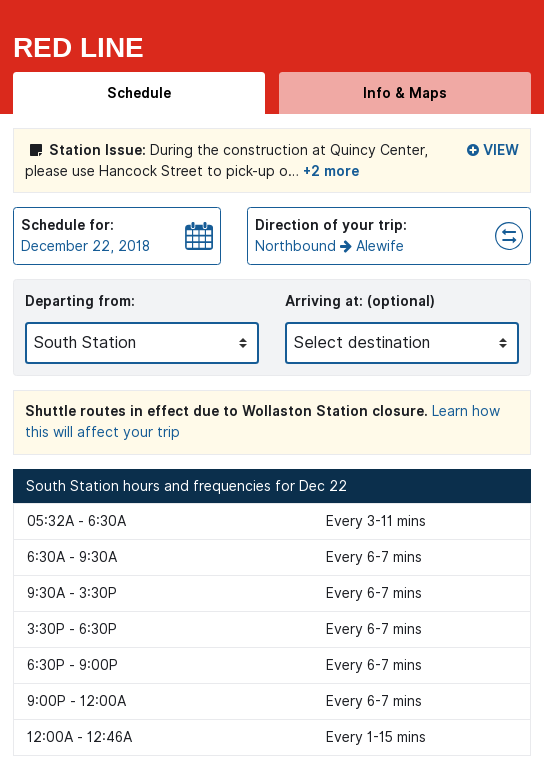 RED LINE
Schedule
Info & Maps
Station Issue: During the construction at Quincy Center,
VIEW
please use Hancock Street to pick-up o... +2 more
Schedule for:
December 22, 2018
Direction of your trip:
Northbound → Alewife
Departing from:
Arriving at: (optional)
South Station
Select destination
Shuttle routes in effect due to Wollaston Station closure. Learn how
this will affect your trip
South Station hours and frequencies for Dec 22
05:32A - 6:30A
Every 3-11 mins
6:30A - 9:30A
Every 6-7 mins
9:30A - 3:30P
Every 6-7 mins
3:30P - 6:30P
Every 6-7 mins
6:30P - 9:00P
Every 6-7 mins
9:00P - 12:00A
Every 6-7 mins
12:00A - 12:46A
Every 1-15 mins